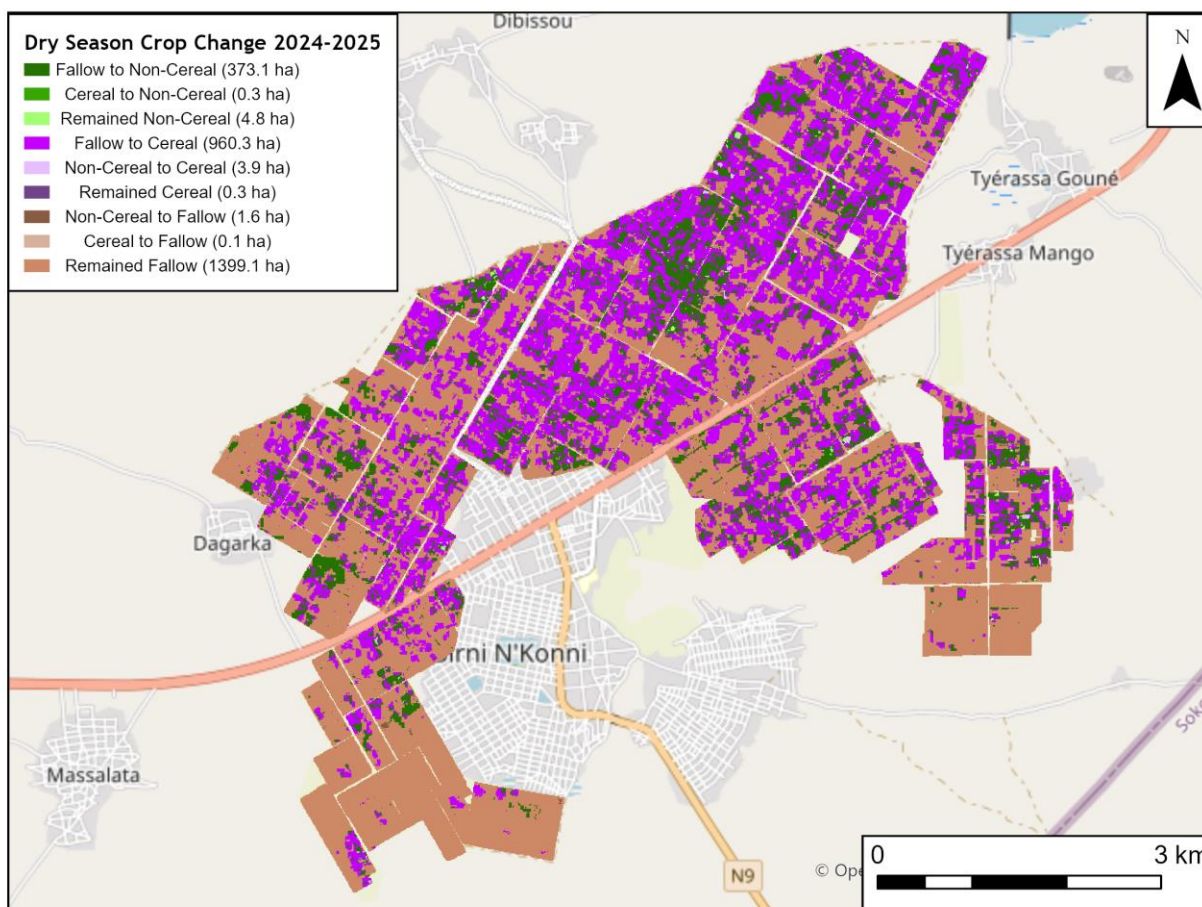 Dibissou
Dry Season Crop Change 2024-2025
Fallow to Non-Cereal (373.1 ha)
Cereal to Non-Cereal (0.3 ha)
Remained Non-Cereal (4.8 ha)
Fallow to Cereal (960.3 ha)
Non-Cereal to Cereal (3.9 ha)
Remained Cereal (0.3 ha)
Non-Cereal to Fallow (1.6 ha)
Cereal to Fallow (0.1 ha)
Remained Fallow (1399.1 ha)
N
Tyérassa Gouné
Tyérassa Mango
Dagarka
Birni N'Konni
Soko
Massalata
N9
© Ope
0 3 km